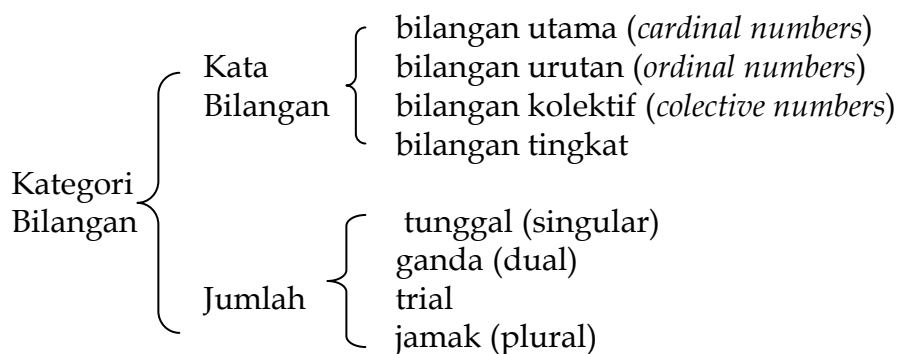 bilangan utama (cardinal numbers)
Kata
bilangan urutan (ordinal numbers)
Bilangan
bilangan kolektif (colective numbers)
bilangan tingkat
Kategori
Bilangan
tunggal (singular)
ganda (dual)
Jumlah
trial
jamak (plural)